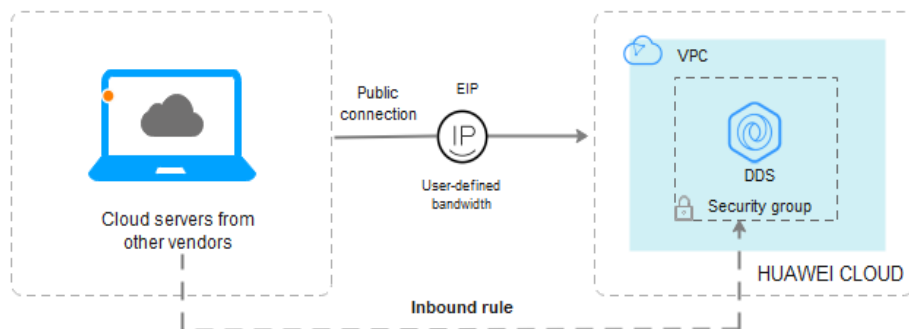 Cloud servers from
other vendors
Public
connection
EIP
IP
User-defined
bandwidth
VPC
DDS
Security group
HUAWEI CLOUD
Inbound rule